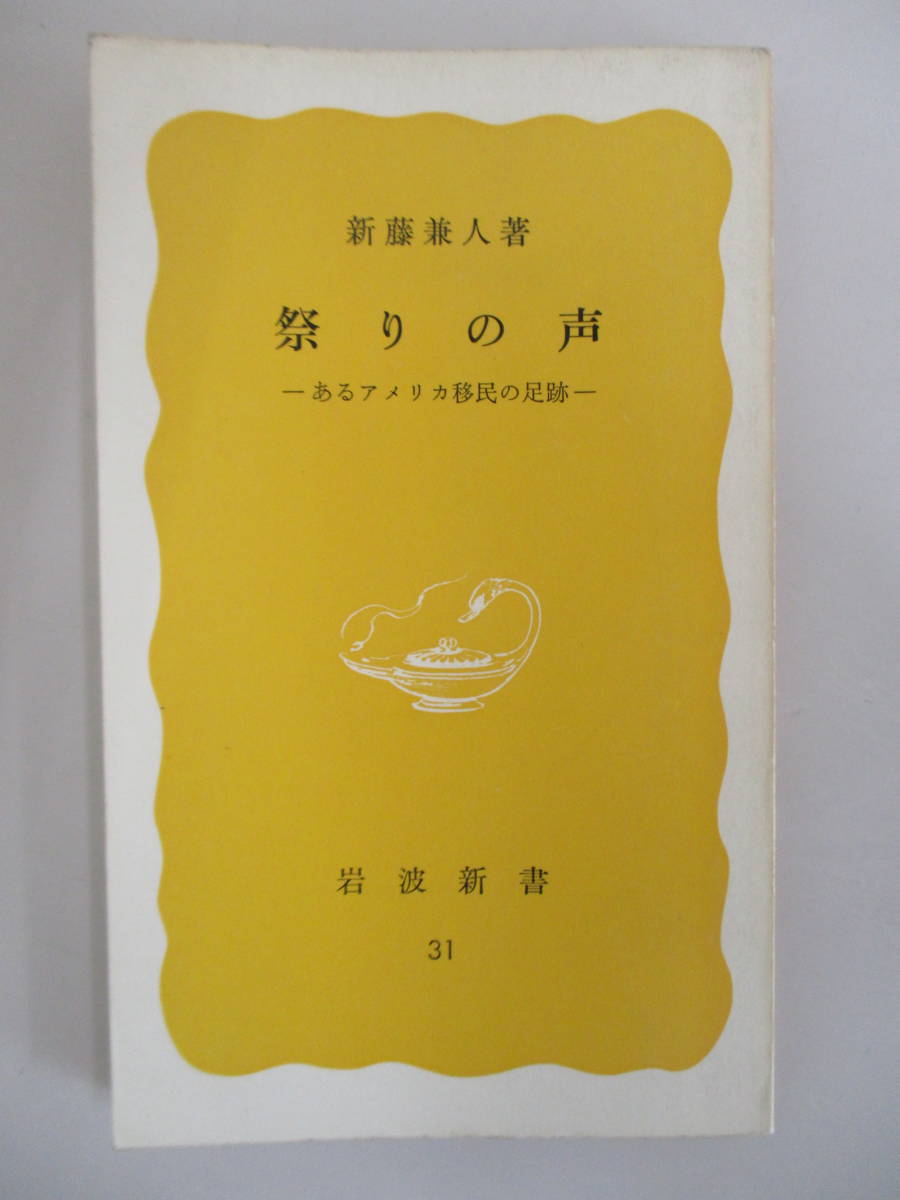 新藤兼人著
祭りの声
—あるアメリカ移民の足跡—
岩波新書
31